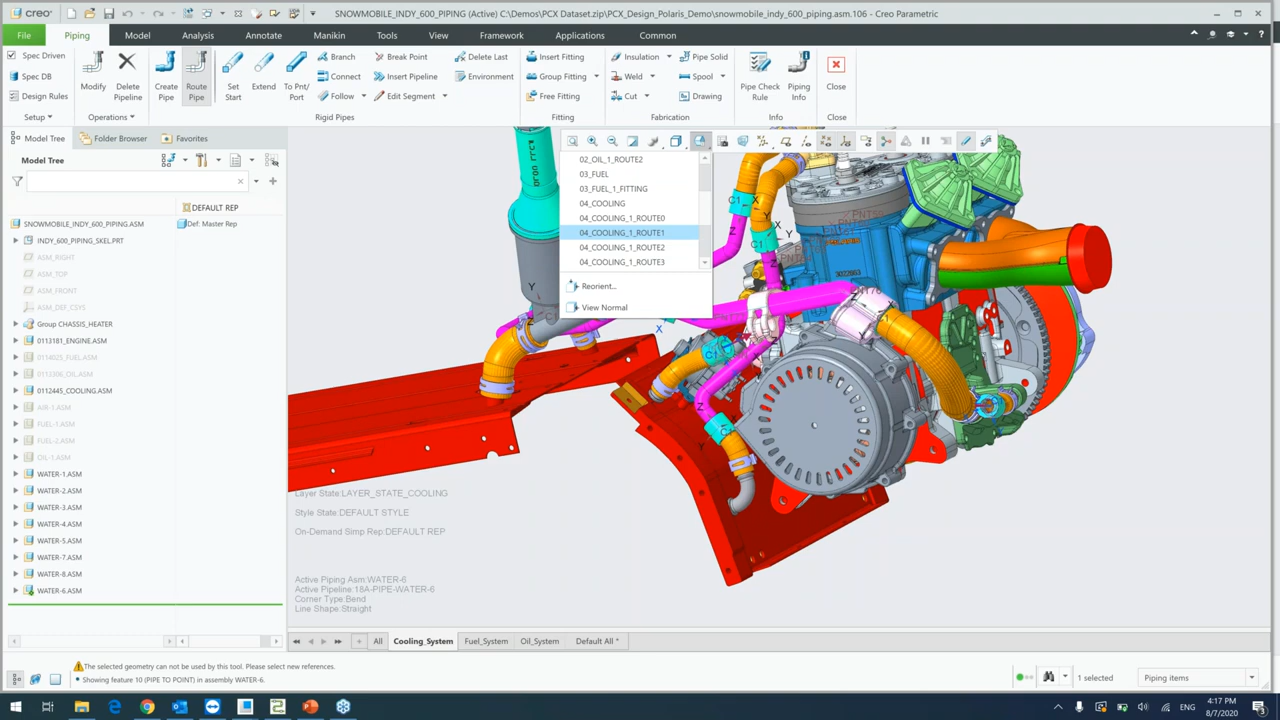 creo SNOWMOBILE_INDY_600_PIPING (Active) C:\Demos\PCX Dataset.zip\PCX_Design_Polaris_Demo\snowmobile_indy_600_piping.asm.106 - Creo Parametric
File Piping Model Analysis Annotate Manikin Tools View Framework Applications Common
Spec Driven
Spec DB
Design Rules
Setup
Modify
Delete Pipeline
Operations
Create Pipe
Route Pipe
Set Start
Extend
To Pnt/ Port
Branch
Connect
Follow
Break Point
Insert Pipeline
Edit Segment
Delete Last
Environment
Rigid Pipes
Insert Fitting
Group Fitting
Free Fitting
Fitting
Insulation
Weld
Cut
Pipe Solid
Spool
Drawing
Fabrication
Pipe Check Rule
Piping Info
Info
Close
Close
Model Tree Folder Browser Favorites
Model Tree
DEFAULT REP
SNOWMOBILE_INDY_600_PIPING.ASM Def: Master Rep
INDY_600_PIPING_SKEL.PRT
ASM_RIGHT
ASM_TOP
ASM_FRONT
ASM_DEF_CSYS
Group CHASSIS_HEATER
0113181_ENGINE.ASM
0114025_FUEL.ASM
0113306_OIL.ASM
0112445_COOLING.ASM
AIR-1.ASM
FUEL-1.ASM
FUEL-2.ASM
OIL-1.ASM
WATER-1.ASM
WATER-2.ASM
WATER-3.ASM
WATER-4.ASM
WATER-5.ASM
WATER-7.ASM
WATER-8.ASM
WATER-6.ASM
02_OIL_1_ROUTE2
03_FUEL
03_FUEL_1_FITTING
04_COOLING
04_COOLING_1_ROUTE0
04_COOLING_1_ROUTE1
04_COOLING_1_ROUTE2
04_COOLING_1_ROUTE3
Reorient...
View Normal
Layer State:LAYER_STATE_COOLING
Style State:DEFAULT STYLE
On-Demand Simp Rep:DEFAULT REP
Active Piping Asm:WATER-6
Active Pipeline:18A-PIPE-WATER-6
Corner Type:Bend
Line Shape:Straight
All Cooling_System Fuel_System Oil_System Default All *
The selected geometry can not be used by this tool. Please select new references.
Showing feature 10 (PIPE TO POINT) in assembly WATER-6.
1 selected
Piping items
ENG
4:17 PM
8/7/2020